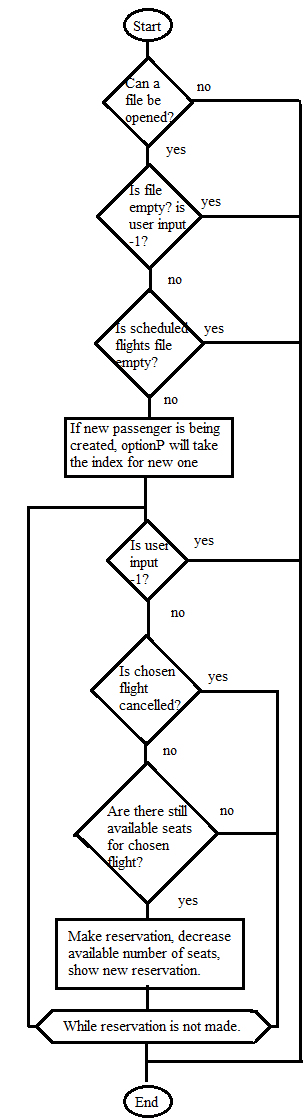 Start
Can a
file be
opened?
no
yes
Is file
empty? is
user input
-1?
yes
no
Is scheduled
flights file
empty?
yes
no
If new passenger is being
created, optionP will take
the index for new one
Is user
input
-1?
yes
no
Is chosen
flight
cancelled?
yes
no
Are there still
available seats
for chosen
flight?
no
yes
Make reservation, decrease
available number of seats,
show new reservation.
While reservation is not made.
End